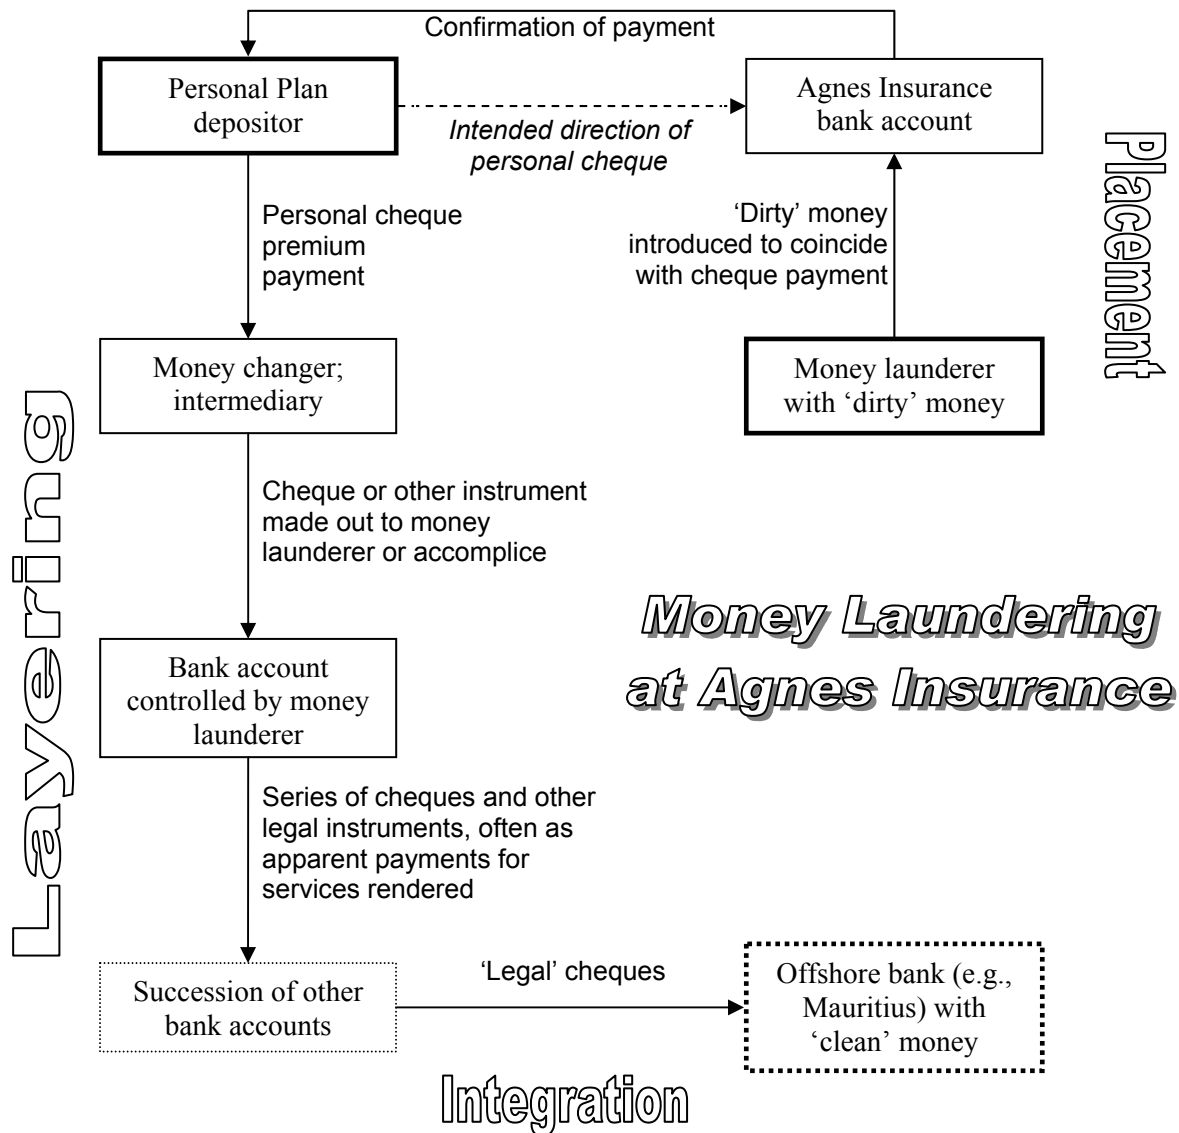 Confirmation of payment
Personal Plan
depositor
Agnes Insurance
bank account
Intended direction of
personal cheque
Placement
Personal cheque
premium
payment
‘Dirty’ money
introduced to coincide
with cheque payment
Money changer;
intermediary
Money launderer
with ‘dirty’ money
Layering
Cheque or other instrument
made out to money
launderer or accomplice
Money Laundering
at Agnes Insurance
Bank account
controlled by money
launderer
Series of cheques and other
legal instruments, often as
apparent payments for
services rendered
Succession of other
bank accounts
‘Legal’ cheques
Offshore bank (e.g.,
Mauritius) with
‘clean’ money
Integration